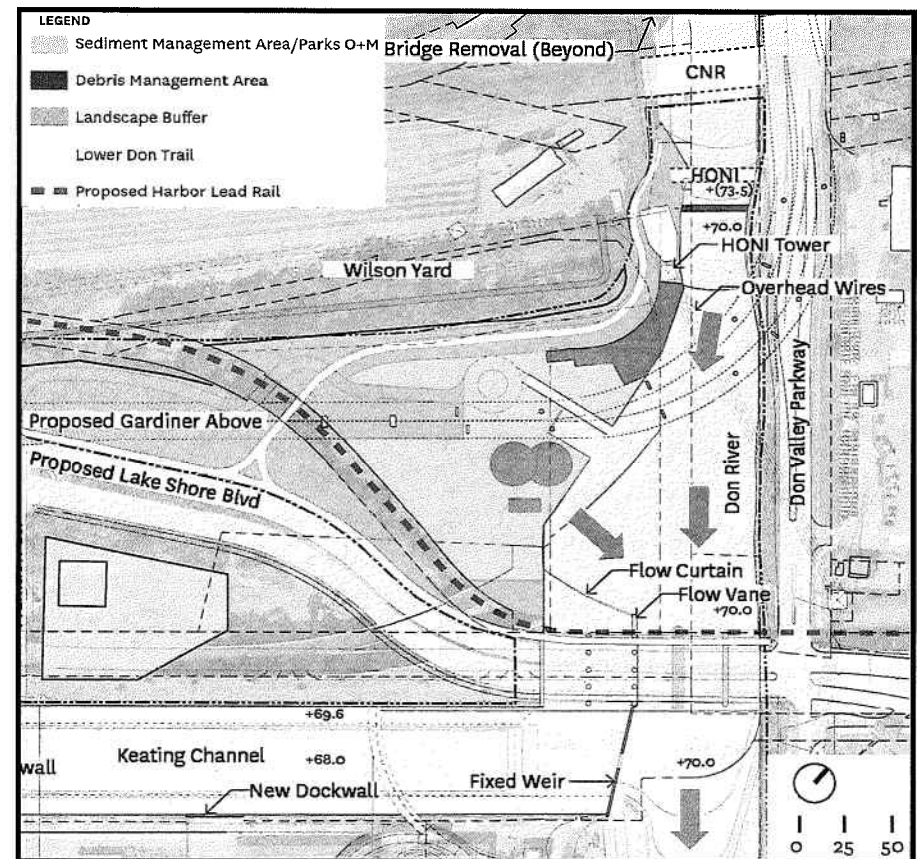 LEGEND
Sediment Management Area/Parks O+M
Debris Management Area
Landscape Buffer
Lower Don Trail
Proposed Harbor Lead Rail
Bridge Removal (Beyond)
CNR
HONI
+(73.5)
+70.0
HONI Tower
Overhead Wires
Wilson Yard
Proposed Gardiner Above
Proposed Lake Shore Blvd
Don River
Don Valley Parkway
Flow Curtain
Flow Vane
+70.0
+69.6
Keating Channel
+68.0
wall
New Dockwall
Fixed Weir
+70.0
0 25 50